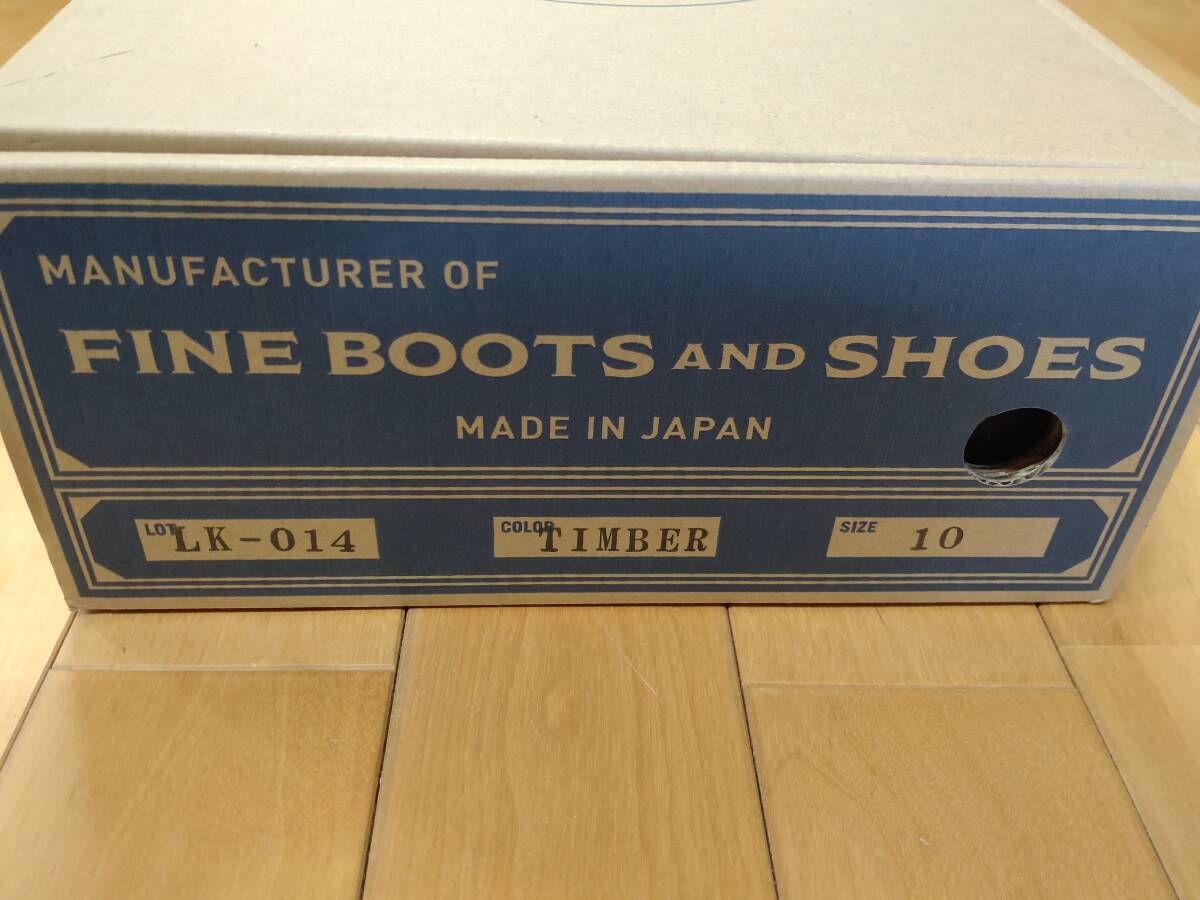 MANUFACTURER OF
FINE BOOTS AND SHOES
MADE IN JAPAN
LOT LK-014 COLOR TIMBER SIZE 10